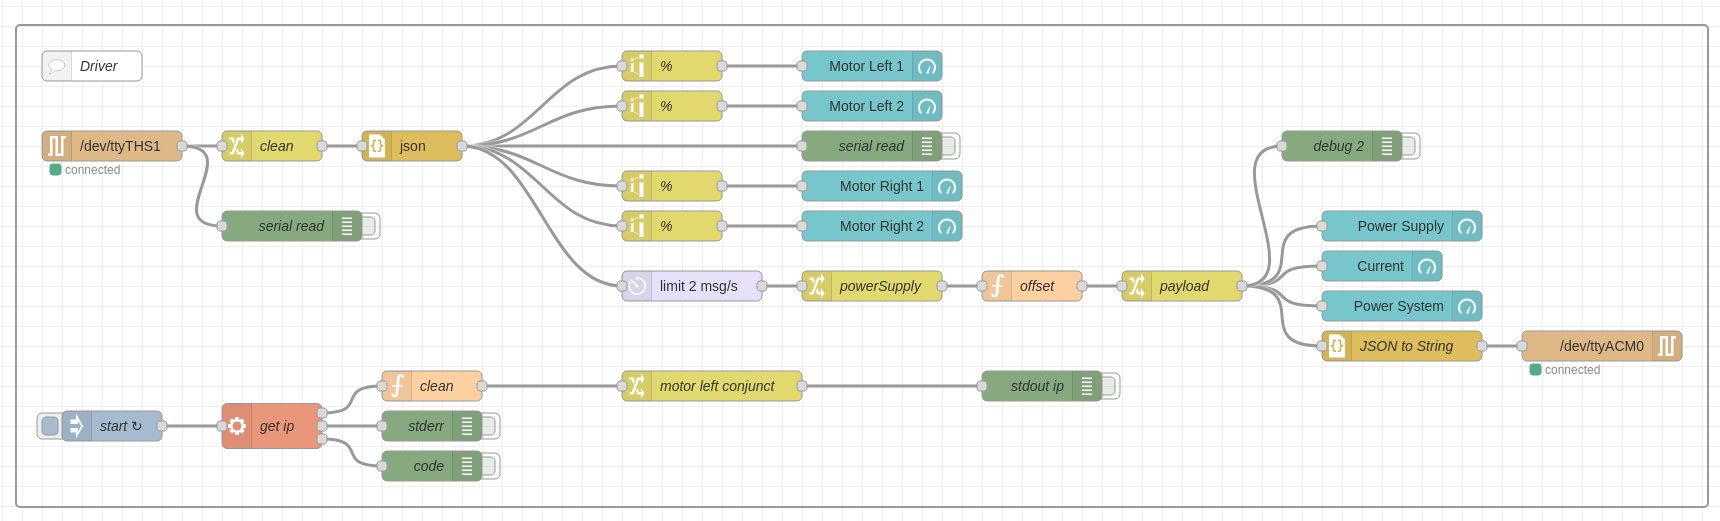 Driver
% Motor Left 1
% Motor Left 2
/dev/ttyTHS1 clean {} json serial read debug 2
connected
% Motor Right 1
serial read % Motor Right 2 Power Supply
Current
limit 2 msg/s powerSupply offset payload
Power System
{} JSON to String /dev/ttyACM0
connected
clean motor left conjunct stdout ip
start ↻ get ip stderr
code